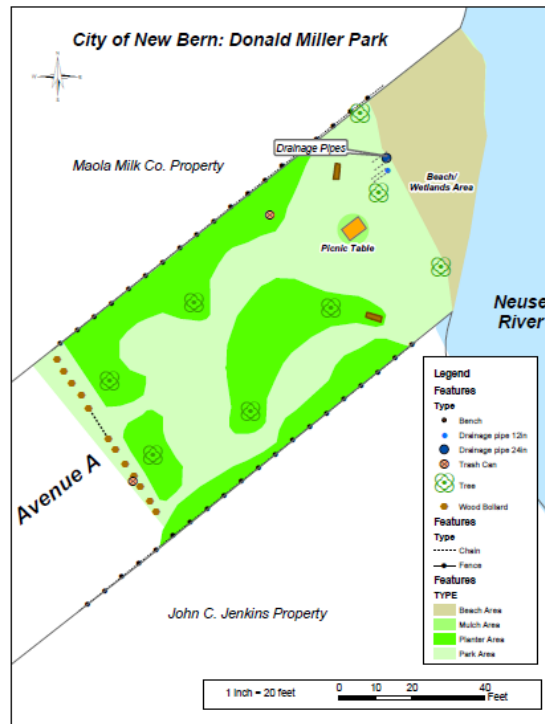 City of New Bern: Donald Miller Park
N
W
E
S
Drainage Pipes
Maola Milk Co. Property
Beach/
Wetlands Area
Picnic Table
Neuse
River
Avenue A
John C. Jenkins Property
Legend
Features
Type
Bench
Drainage pipe 12in
Drainage pipe 24in
Trash Can
Tree
Wood Bollard
Features
Type
Chain
Fence
Features
TYPE
Beach Area
Mulch Area
Planter Area
Park Area
1 Inch = 20 feet
0 10 20 40
Feet